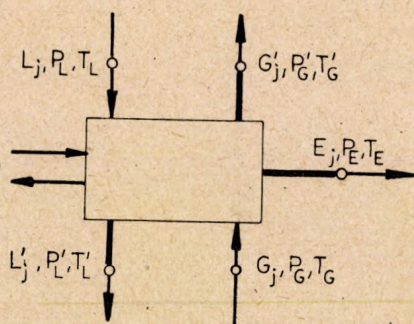 L_j, P_L, T_L
G'_j, P'_G, T'_G
E_j, P_E, T_E
L'_j, P'_L, T'_L
G_j, P_G, T_G